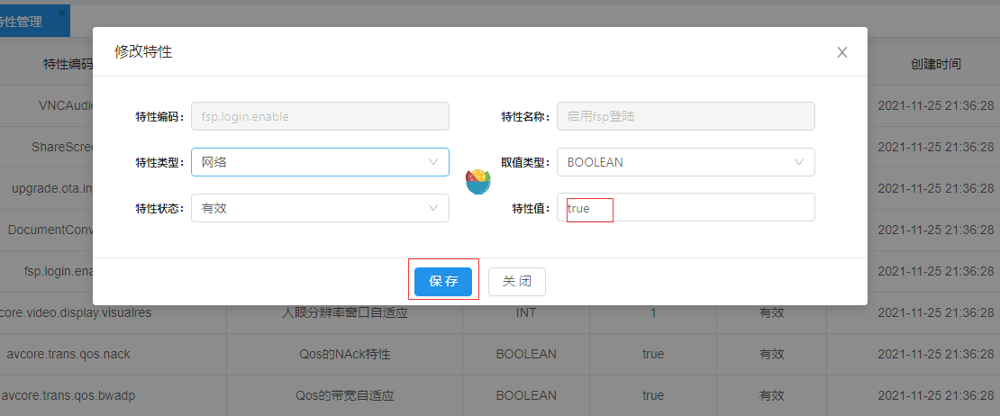 特性管理
特性编码 创建时间
VNCAudio 2021-11-25 21:36:28
ShareScree 2021-11-25 21:36:28
upgrade.ota.in 2021-11-25 21:36:28
DocumentConv 2021-11-25 21:36:28
fsp.login.ena 2021-11-25 21:36:28
修改特性
特性编码: fsp.login.enable 特性名称: 启用fsp登陆
特性类型: 网络 取值类型: BOOLEAN
特性状态: 有效 特性值: true
保存 关闭
core.video.display.visualres 人眼分辨率窗口自适应 INT 1 有效 2021-11-25 21:36:28
avcore.trans.qos.nack Qos的NAck特性 BOOLEAN true 有效 2021-11-25 21:36:28
avcore.trans.qos.bwadp Qos的带宽自适应 BOOLEAN true 有效 2021-11-25 21:36:28